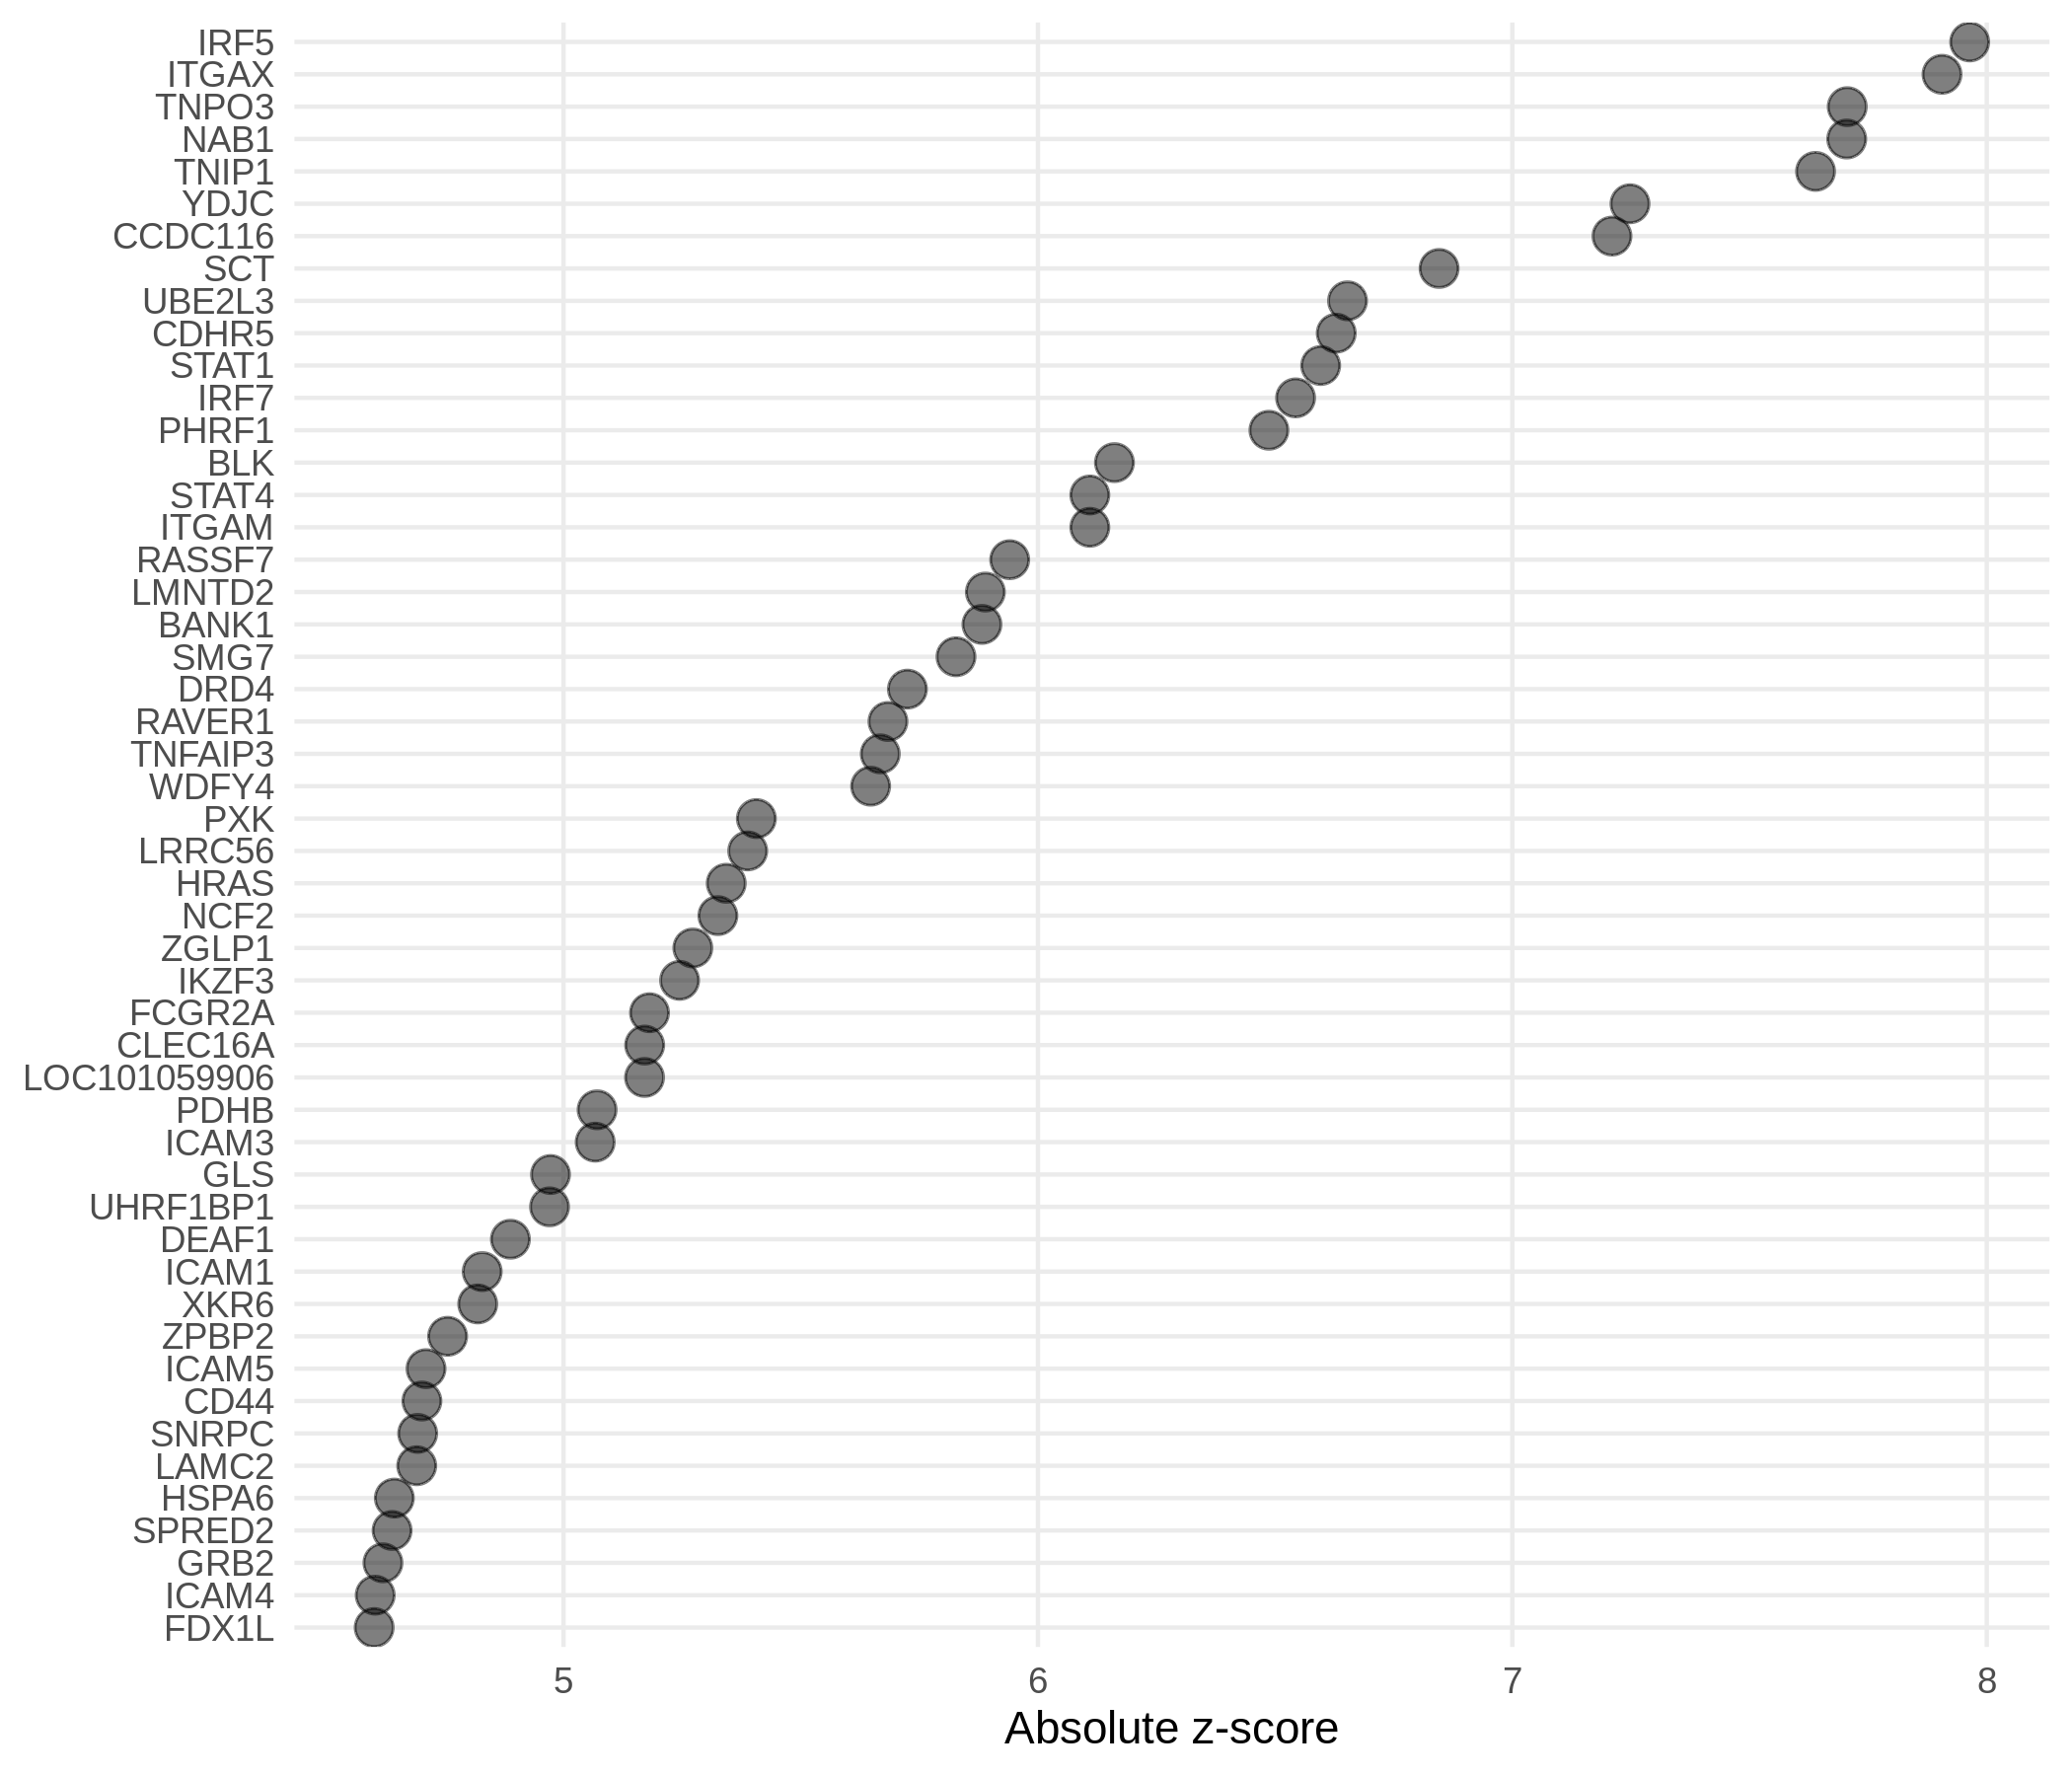 IRF5
ITGAX
TNPO3
NAB1
TNIP1
YDJC
CCDC116
SCT
UBE2L3
CDHR5
STAT1
IRF7
PHRF1
BLK
STAT4
ITGAM
RASSF7
LMNTD2
BANK1
SMG7
DRD4
RAVER1
TNFAIP3
WDFY4
PXK
LRRC56
HRAS
NCF2
ZGLP1
IKZF3
FCGR2A
CLEC16A
LOC101059906
PDHB
ICAM3
GLS
UHRF1BP1
DEAF1
ICAM1
XKR6
ZPBP2
ICAM5
CD44
SNRPC
LAMC2
HSPA6
SPRED2
GRB2
ICAM4
FDX1L
5 6 7 8
Absolute z-score